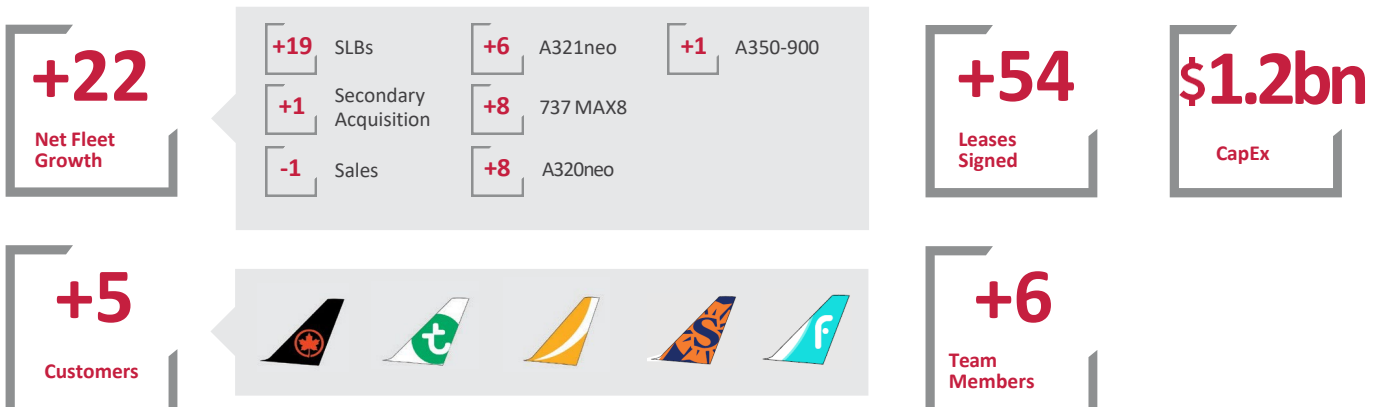 +22
Net Fleet
Growth
+19 SLBs
+1 Secondary
Acquisition
-1 Sales
+6 A321neo
+8 737 MAX8
+8 A320neo
+1 A350-900
+54
Leases
Signed
$1.2bn
CapEx
+5
Customers
t
S
F
+6
Team
Members